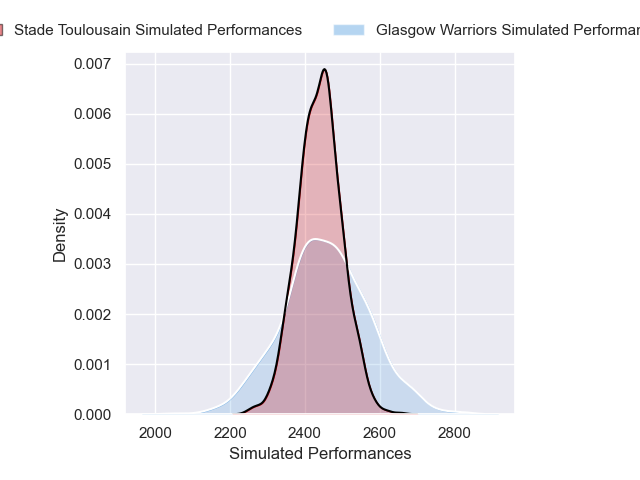 Stade Toulousain Simulated Performances
Glasgow Warriors Simulated Performan
0.007
0.006
0.005
0.004
0.003
0.002
0.001
0.000
Density
2000 2200 2400 2600 2800
Simulated Performances